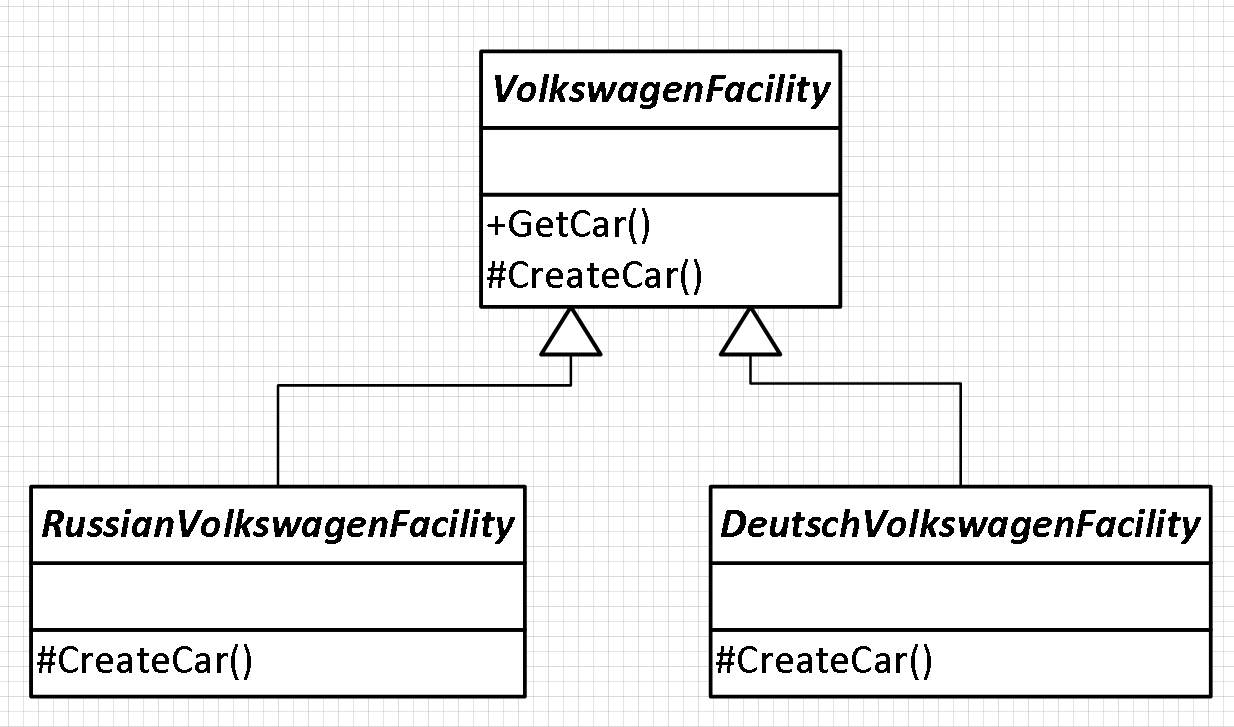 VolkswagenFacility
+GetCar()
#CreateCar()
RussianVolkswagenFacility
#CreateCar()
DeutschVolkswagenFacility
#CreateCar()